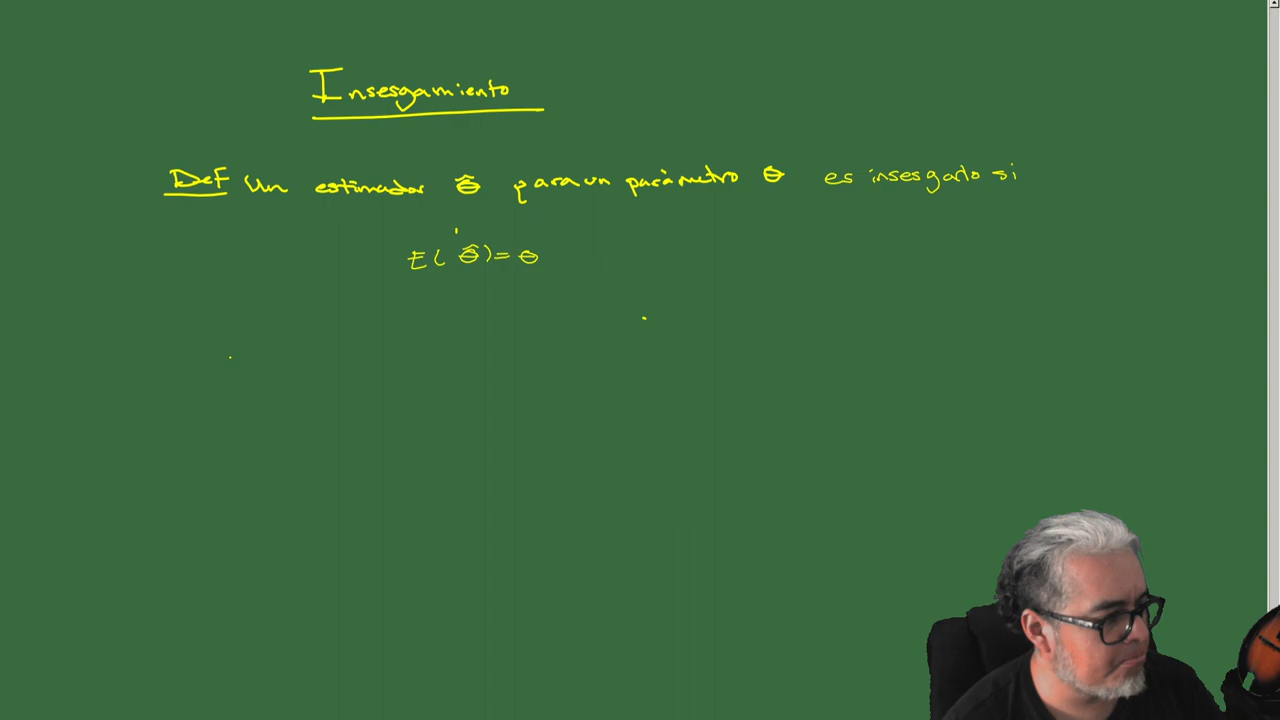 Insesgamiento
Def Un estimador θ̂ para un parámetro θ es insesgado si
E( θ̂ ) = θ